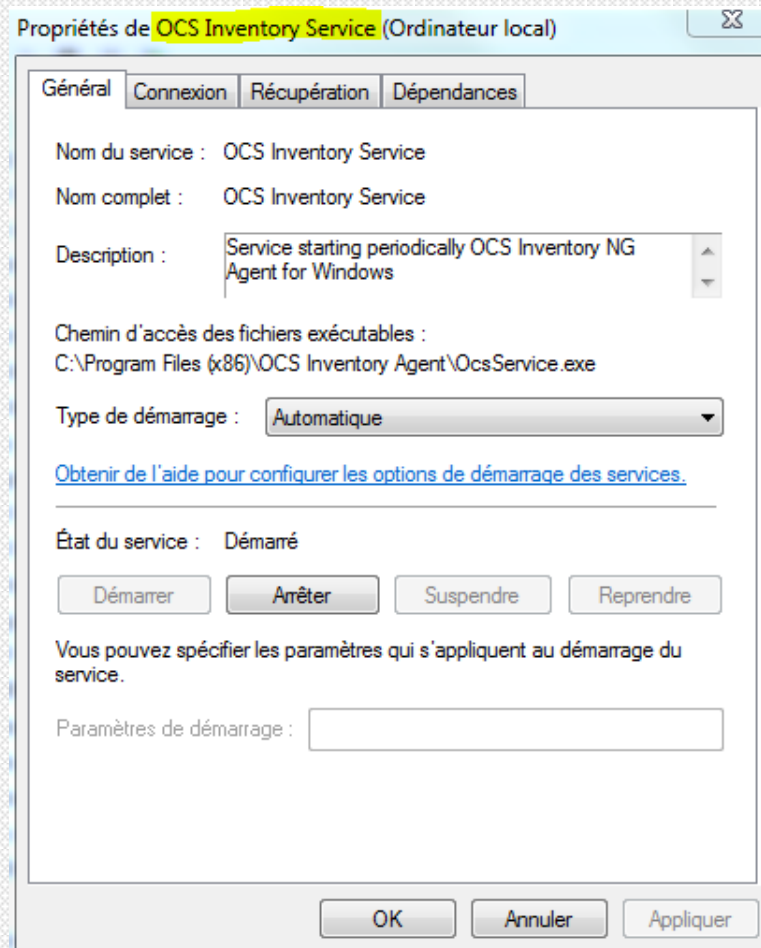 Propriétés de OCS Inventory Service (Ordinateur local)
Général Connexion Récupération Dépendances
Nom du service : OCS Inventory Service
Nom complet : OCS Inventory Service
Description : Service starting periodically OCS Inventory NG
Agent for Windows
Chemin d'accès des fichiers exécutables :
C:\Program Files (x86)\OCS Inventory Agent\OcsService.exe
Type de démarrage : Automatique
Obtenir de l'aide pour configurer les options de démarrage des services.
État du service : Démarré
Démarrer Arrêter Suspendre Reprendre
Vous pouvez spécifier les paramètres qui s'appliquent au démarrage du
service.
Paramètres de démarrage :
OK Annuler Appliquer